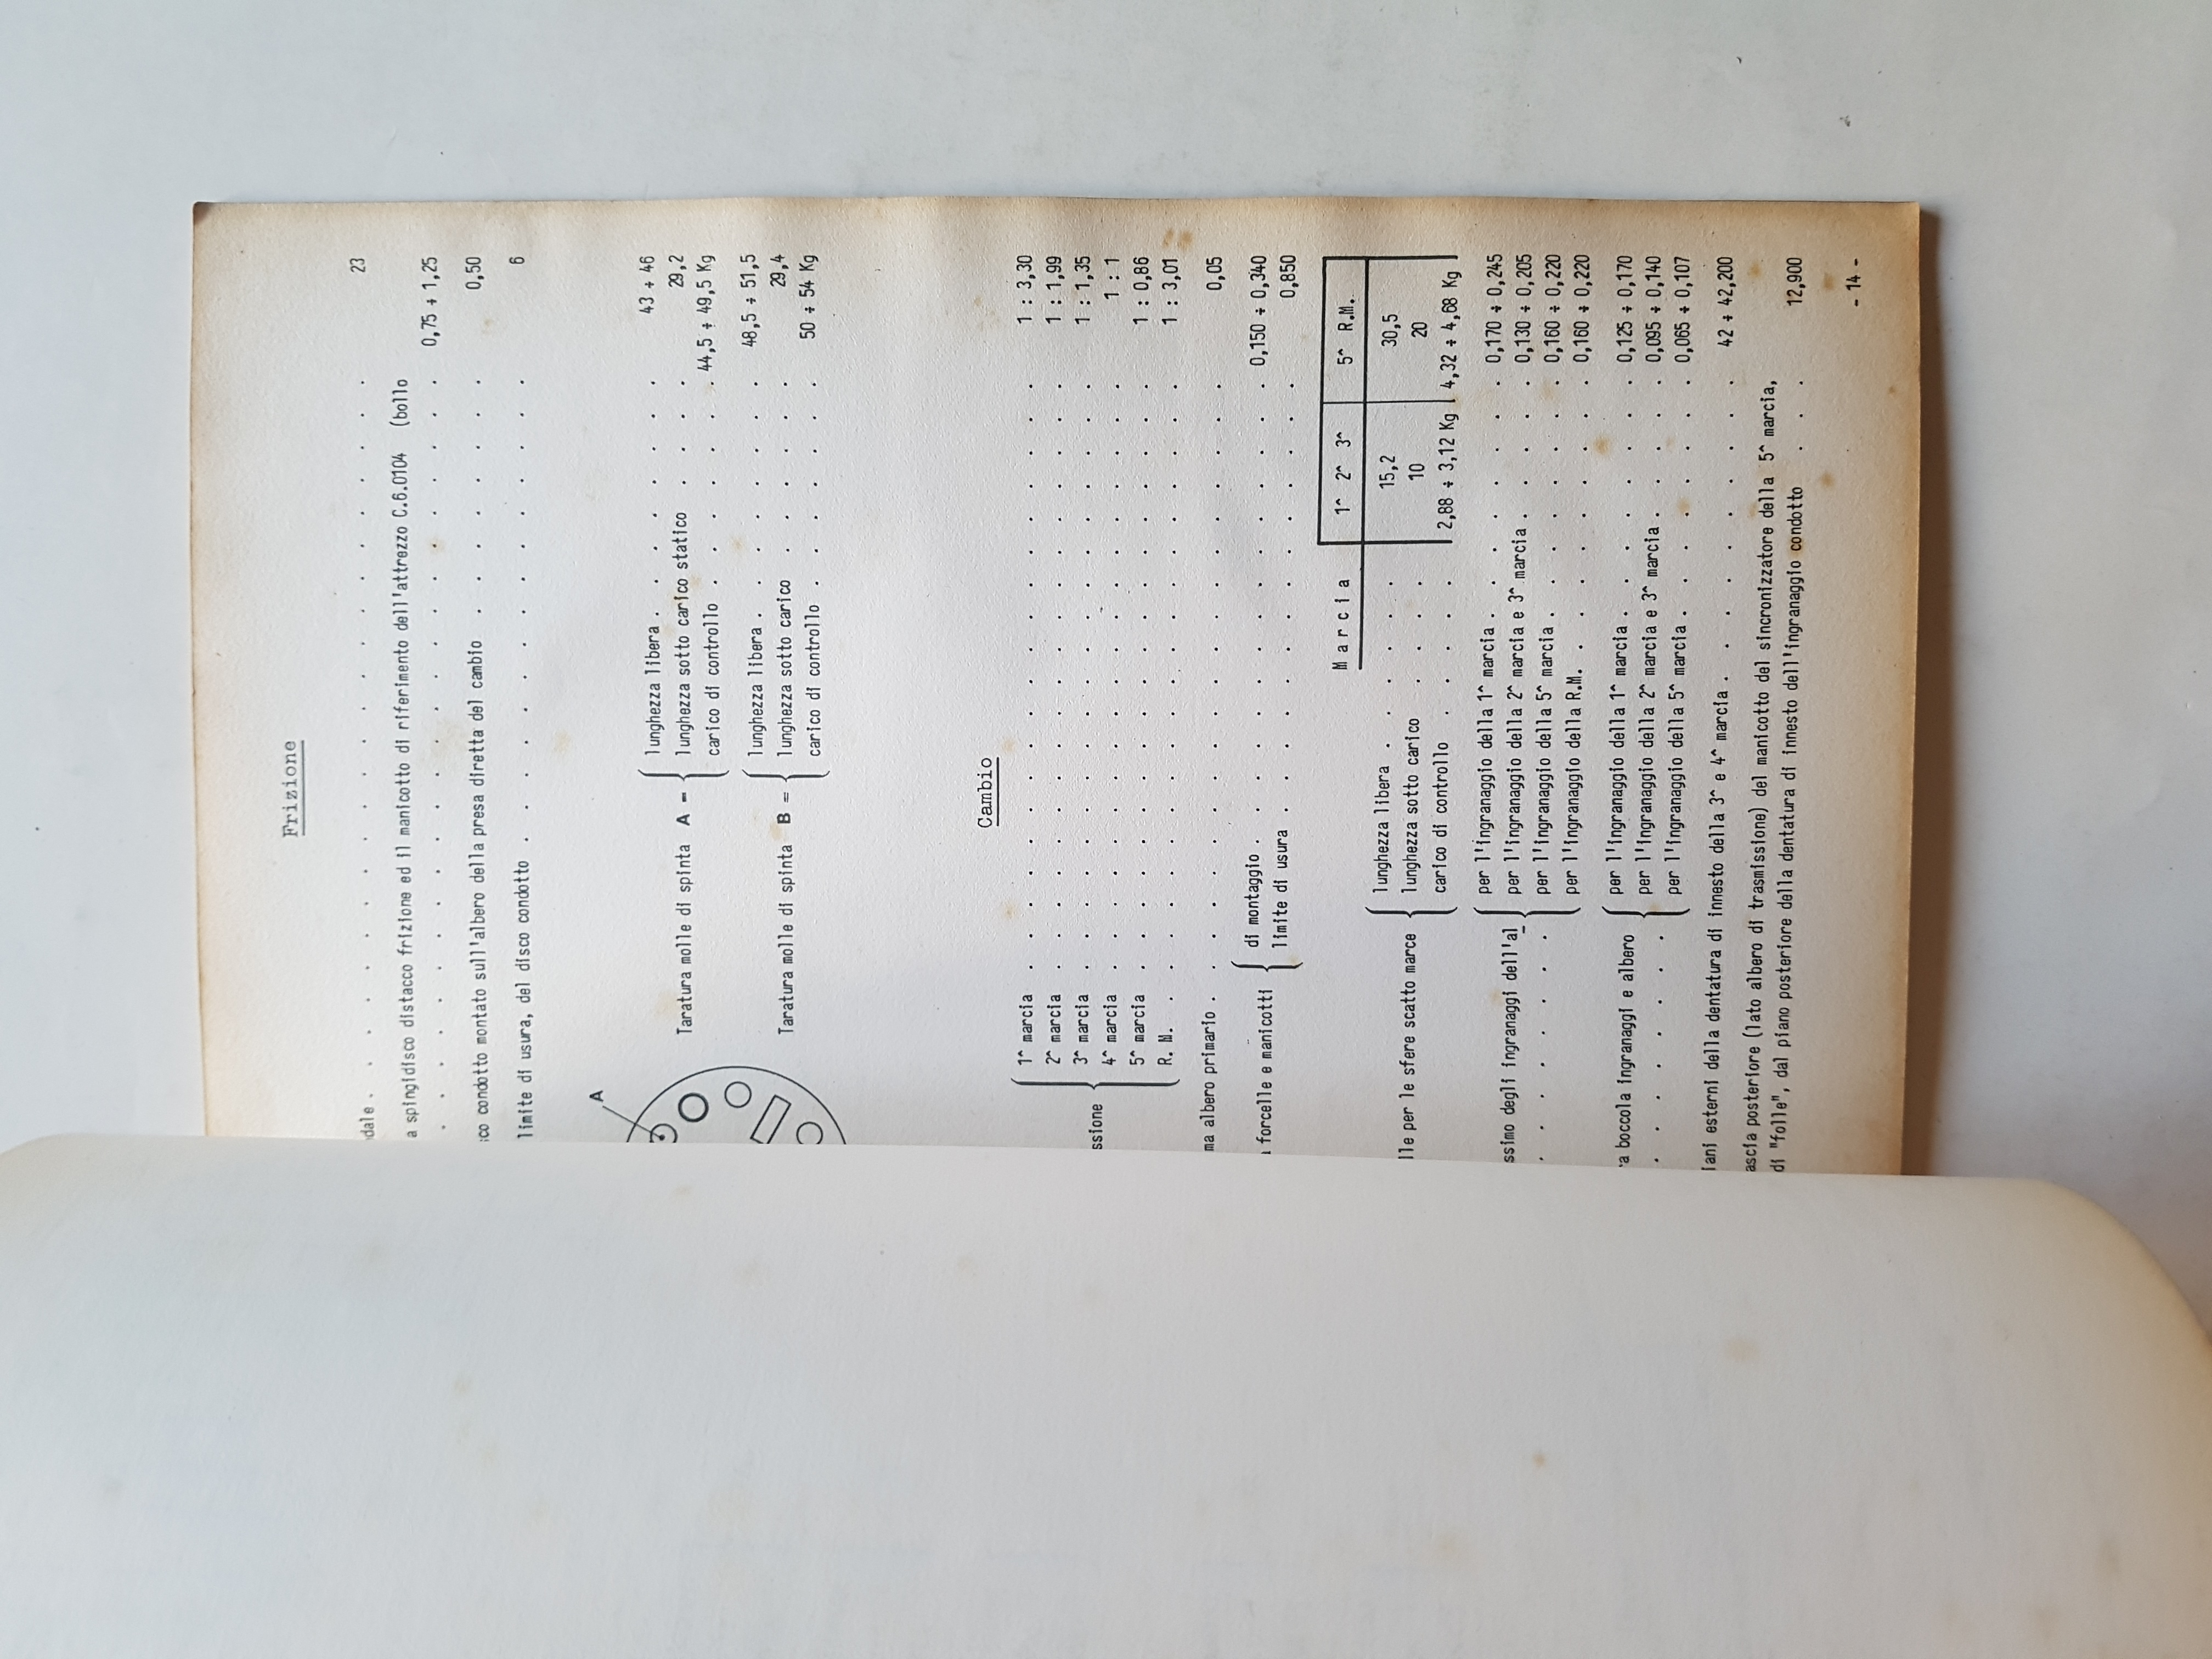 Frizione
. . . . . . . . . . . . 23
a spingidisco distacco frizione ed il manicotto di riferimento dell'attrezzo C.6.0104 (bollo
. . . . . . . . . . . . 0,75 ÷ 1,25
condotto montato sull'albero della presa diretta del cambio . . . . . . 0,50
limite di usura, del disco condotto . . . . . . . . . . . 6
A
Taratura molle di spinta A = { lunghezza libera . . . . . . . 43 ÷ 46
lunghezza sotto carico statico . . . 29,2
carico di controllo . . . . . 44,5 ÷ 49,5 Kg
Taratura molle di spinta B = { lunghezza libera . . . . . 48,5 ÷ 51,5
lunghezza sotto carico . . . . . 29,4
carico di controllo . . . . . 50 ÷ 54 Kg
Cambio
1^ marcia . . . . . . . . . . . . 1 : 3,30
2^ marcia . . . . . . . . . . . . 1 : 1,99
3^ marcia . . . . . . . . . . . . 1 : 1,35
4^ marcia . . . . . . . . . . . . 1 : 1
5^ marcia . . . . . . . . . . . . 1 : 0,86
R. M. . . . . . . . . . . . . 1 : 3,01
albero primario . . . . . . . . . . . . 0,05
forcelle e manicotti { di montaggio . . . . . . . . . . 0,150 ÷ 0,340
limite di usura . . . . . . . . . . 0,850
Marcia 1^ 2^ 3^ 5^ R.M.
per le sfere scatto marce { lunghezza libera . . . . 15,2 30,5
lunghezza sotto carico . . . 10 20
carico di controllo . . . . 2,88 ÷ 3,12 Kg 4,32 ÷ 4,68 Kg
degli ingranaggi dell'al { per l'ingranaggio della 1^ marcia . . . . . . 0,170 ÷ 0,245
per l'ingranaggio della 2^ marcia e 3^ marcia . . . . . 0,130 ÷ 0,205
per l'ingranaggio della 5^ marcia . . . . . . 0,160 ÷ 0,220
per l'ingranaggio della R.M. . . . . . . . 0,160 ÷ 0,220
boccola ingranaggi e albero { per l'ingranaggio della 1^ marcia . . . . . . 0,125 ÷ 0,170
per l'ingranaggio della 2^ marcia e 3^ marcia . . . . . 0,095 ÷ 0,140
per l'ingranaggio della 5^ marcia . . . . . . 0,065 ÷ 0,107
esterni della dentatura di innesto della 3^ e 4^ marcia . . . . . . . . 42 ÷ 42,200
posteriore (lato albero di trasmissione) del manicotto del sincronizzatore della 5^ marcia,
di "folle", dal piano posteriore della dentatura di innesto dell'ingranaggio condotto . . . 12,900
- 14 -